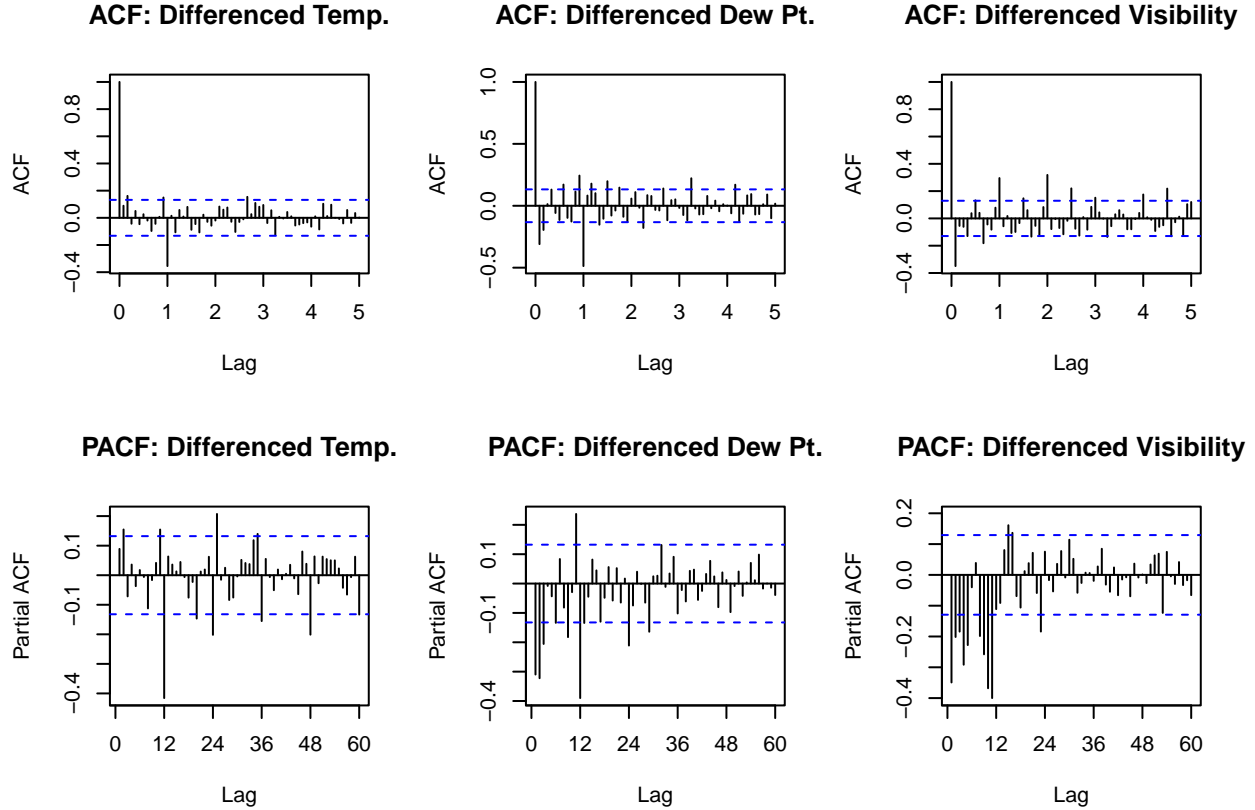 ACF: Differenced Temp.
ACF: Differenced Dew Pt.
ACF: Differenced Visibility
ACF
0.8
0.4
0.0
−0.4
0 1 2 3 4 5
Lag
ACF
1.0
0.5
0.0
−0.5
0 1 2 3 4 5
Lag
ACF
0.8
0.4
0.0
−0.4
0 1 2 3 4 5
Lag
PACF: Differenced Temp.
PACF: Differenced Dew Pt.
PACF: Differenced Visibility
Partial ACF
0.1
−0.1
−0.4
0 12 24 36 48 60
Lag
Partial ACF
0.1
−0.1
−0.4
0 12 24 36 48 60
Lag
Partial ACF
0.2
0.0
−0.2
−0.4
0 12 24 36 48 60
Lag